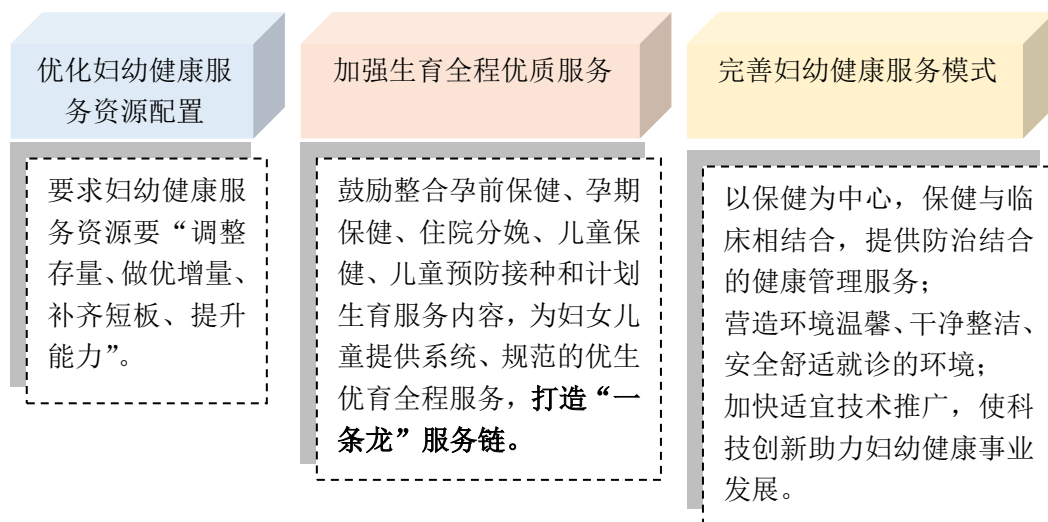 优化妇幼健康服
务资源配置
要求妇幼健康服
务资源要“调整
存量、做优增量、
补齐短板、提升
能力”。
加强生育全程优质服务
鼓励整合孕前保健、孕期
保健、住院分娩、儿童保
健、儿童预防接种和计划
生育服务内容，为妇女儿
童提供系统、规范的优生
优育全程服务，打造“一
条龙”服务链。
完善妇幼健康服务模式
以保健为中心，保健与临
床相结合，提供防治结合
的健康管理服务；
营造环境温馨、干净整洁、
安全舒适就诊的环境；
加快适宜技术推广，使科
技创新助力妇幼健康事业
发展。